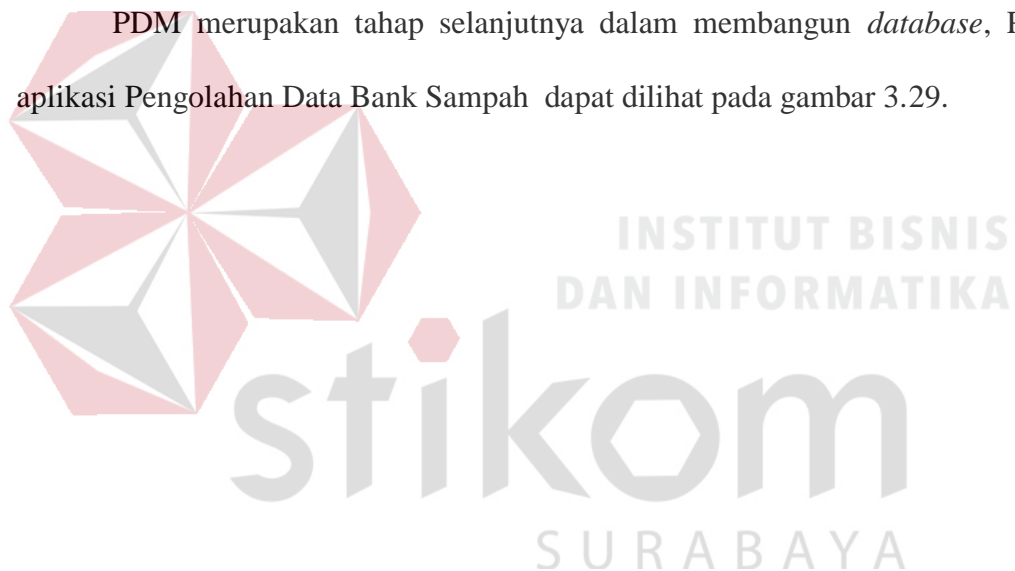 PDM merupakan tahap selanjutnya dalam membangun database,
aplikasi Pengolahan Data Bank Sampah dapat dilihat pada gambar 3.29.
INSTITUT BISNIS
DAN INFORMATIKA
stikom
SURABAYA